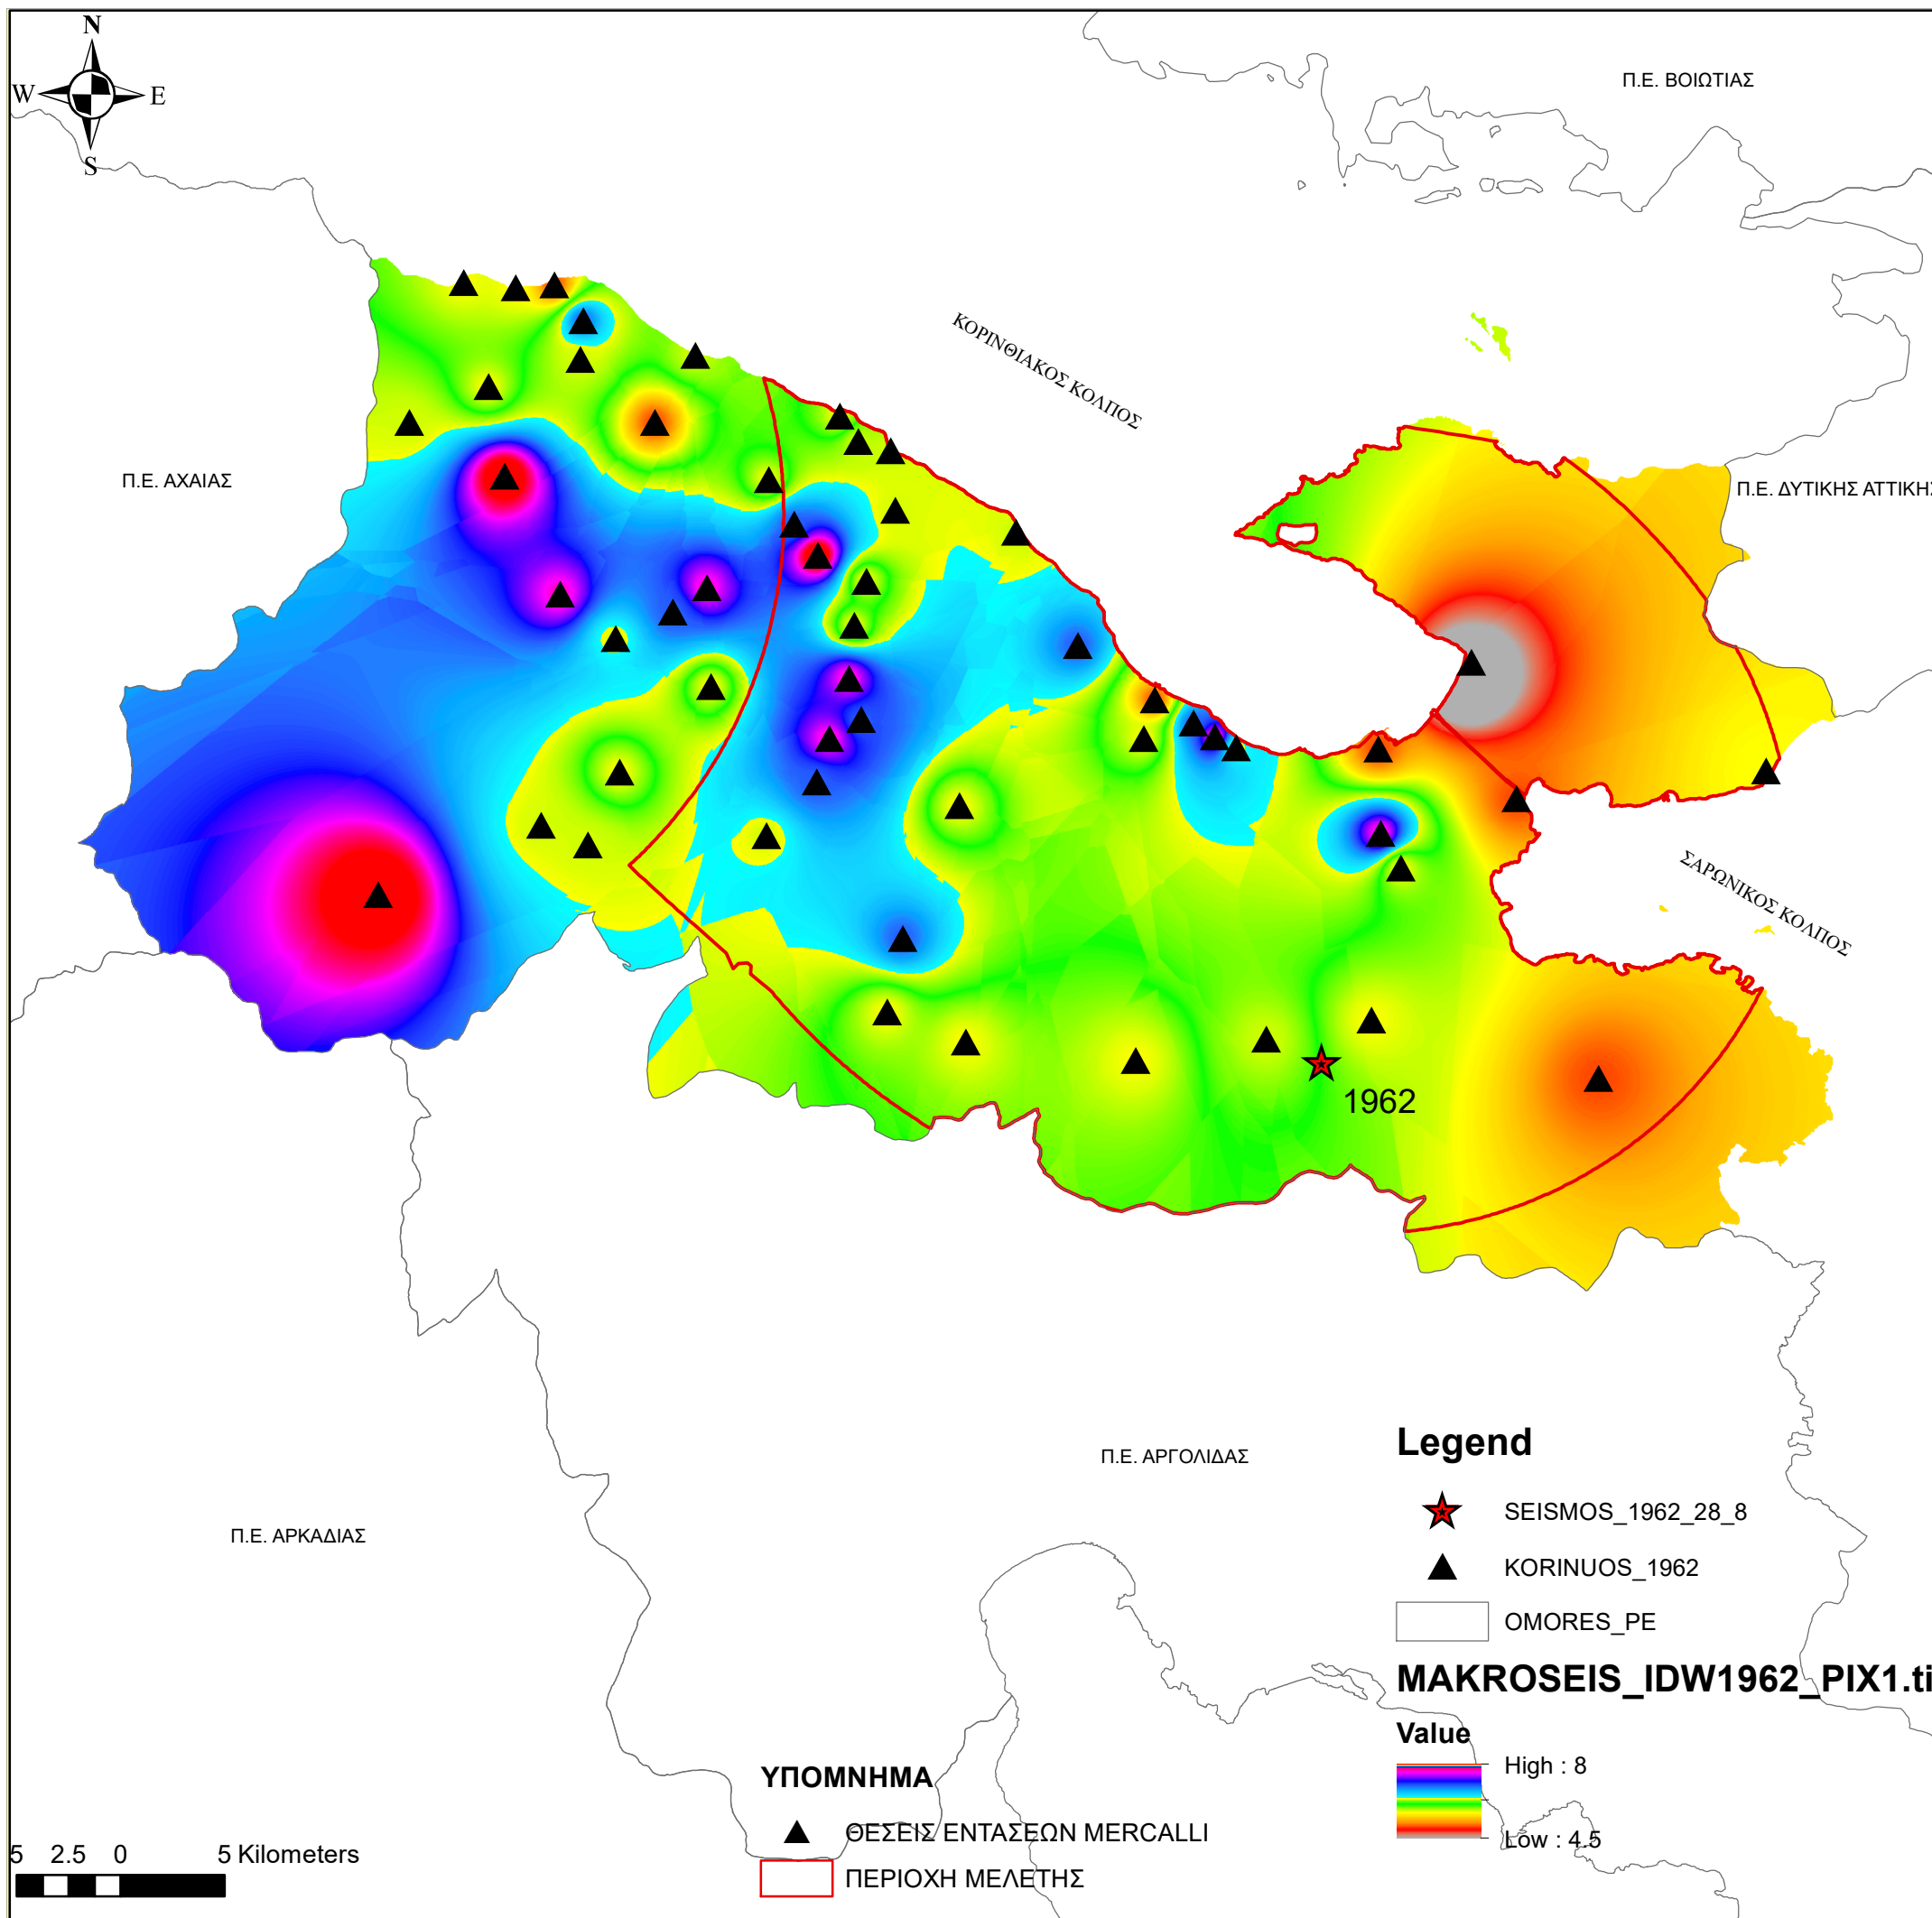 N
W E
S
Π.Ε. ΒΟΙΩΤΙΑΣ
ΚΟΡΙΝΘΙΑΚΟΣ ΚΟΛΠΟΣ
Π.Ε. ΑΧΑΙΑΣ
Π.Ε. ΔΥΤΙΚΗΣ ΑΤΤΙΚΗΣ
ΣΑΡΩΝΙΚΟΣ ΚΟΛΠΟΣ
1962
Π.Ε. ΑΡΓΟΛΙΔΑΣ
Π.Ε. ΑΡΚΑΔΙΑΣ
Legend
SEISMOS_1962_28_8
KORINUOS_1962
OMORES_PE
MAKROSEIS_IDW1962_PIX1.ti
Value
High : 8
Low : 4.5
ΥΠΟΜΝΗΜΑ
ΘΕΣΕΙΣ ΕΝΤΑΣΕΩΝ MERCALLI
ΠΕΡΙΟΧΗ ΜΕΛΕΤΗΣ
5 2.5 0 5 Kilometers